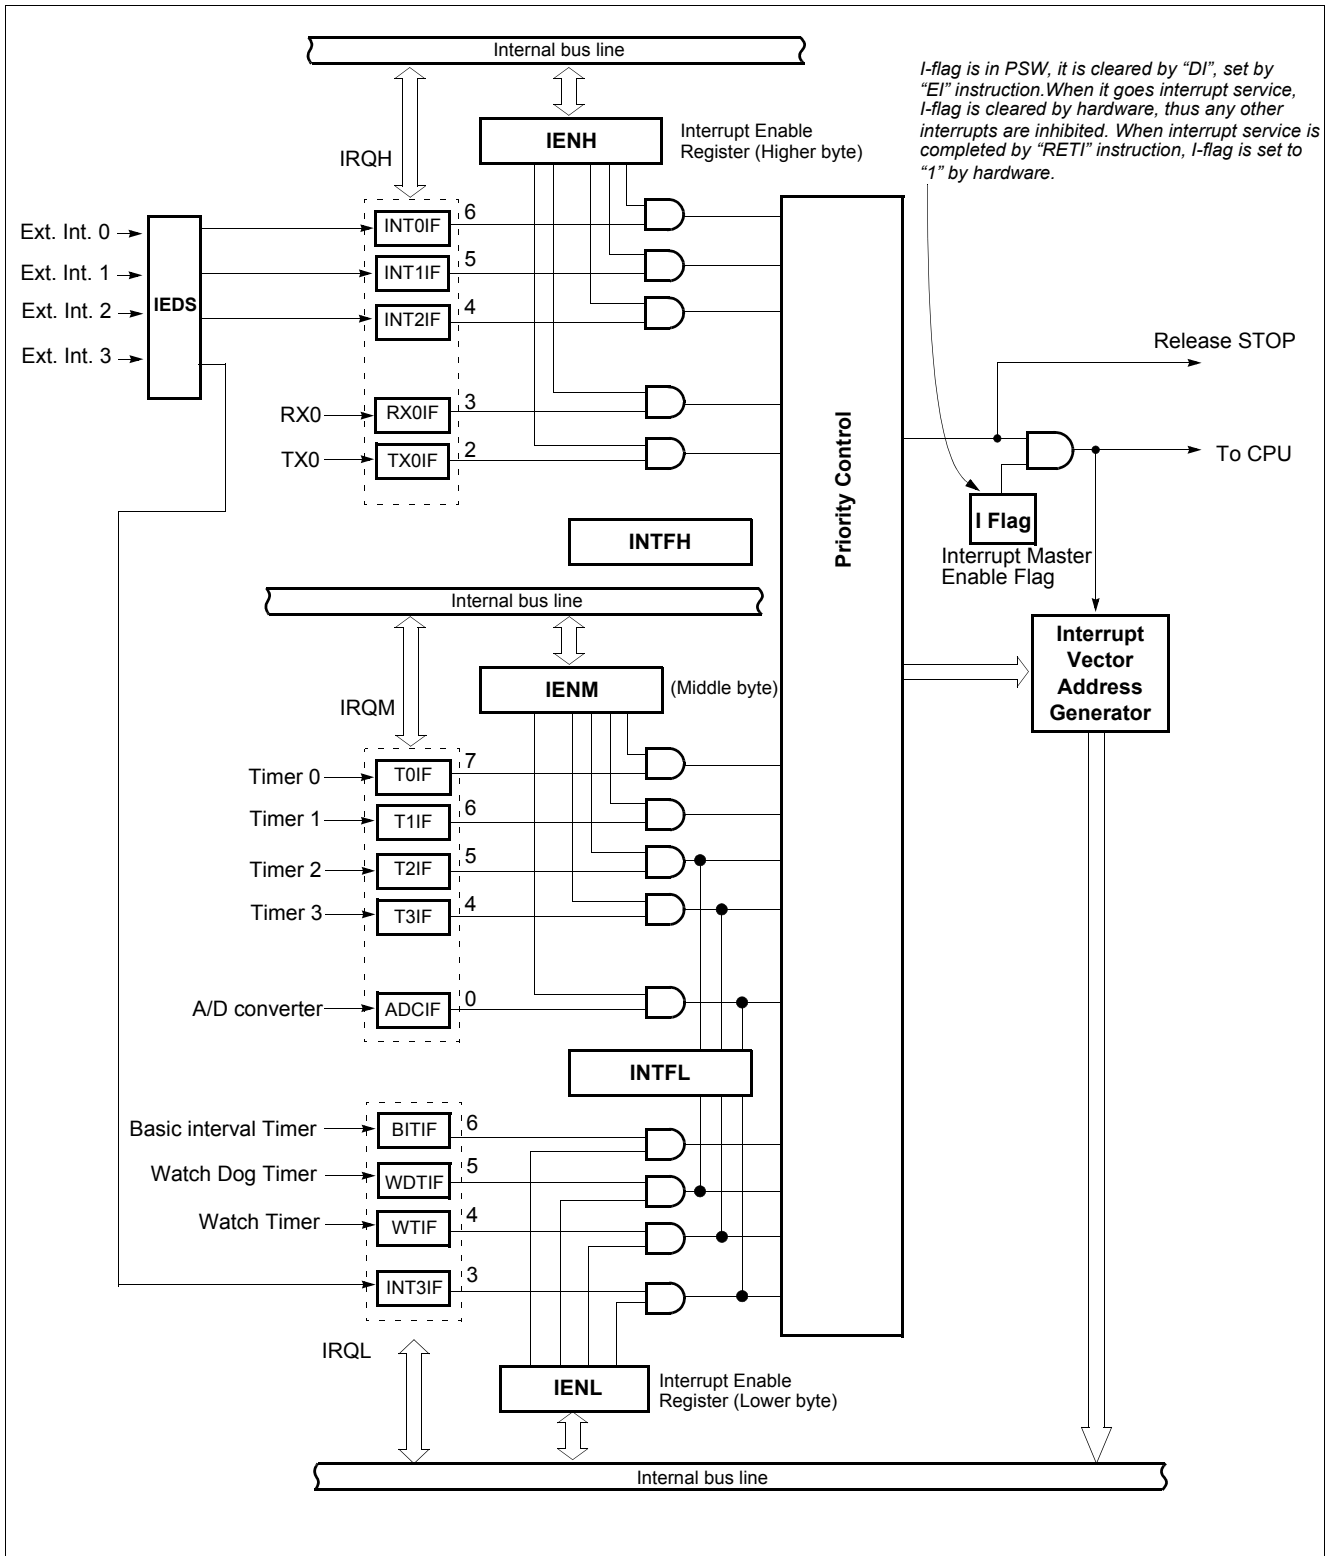 Internal bus line
I-flag is in PSW, it is cleared by “DI”, set by
“EI” instruction.When it goes interrupt service,
I-flag is cleared by hardware, thus any other
interrupts are inhibited. When interrupt service is
completed by “RETI” instruction, I-flag is set to
“1” by hardware.
IENH
Interrupt Enable
Register (Higher byte)
IRQH
Ext. Int. 0
Ext. Int. 1
Ext. Int. 2
Ext. Int. 3
IEDS
INT0IF
6
INT1IF
5
INT2IF
4
RX0
RX0IF
3
TX0
TX0IF
2
Priority Control
Release STOP
To CPU
I Flag
Interrupt Master
Enable Flag
INTFH
Internal bus line
IENM
(Middle byte)
IRQM
Interrupt
Vector
Address
Generator
Timer 0
T0IF
7
Timer 1
T1IF
6
Timer 2
T2IF
5
Timer 3
T3IF
4
A/D converter
ADCIF
0
INTFL
Basic interval Timer
BITIF
6
Watch Dog Timer
WDTIF
5
Watch Timer
WTIF
4
INT3IF
3
IRQL
IENL
Interrupt Enable
Register (Lower byte)
Internal bus line